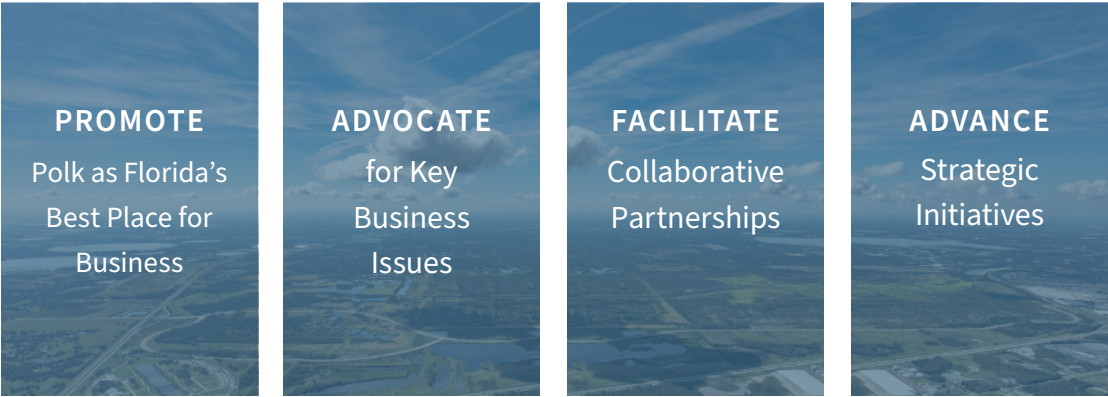 PROMOTE
Polk as Florida’s
Best Place for
Business
ADVOCATE
for Key
Business
Issues
FACILITATE
Collaborative
Partnerships
ADVANCE
Strategic
Initiatives